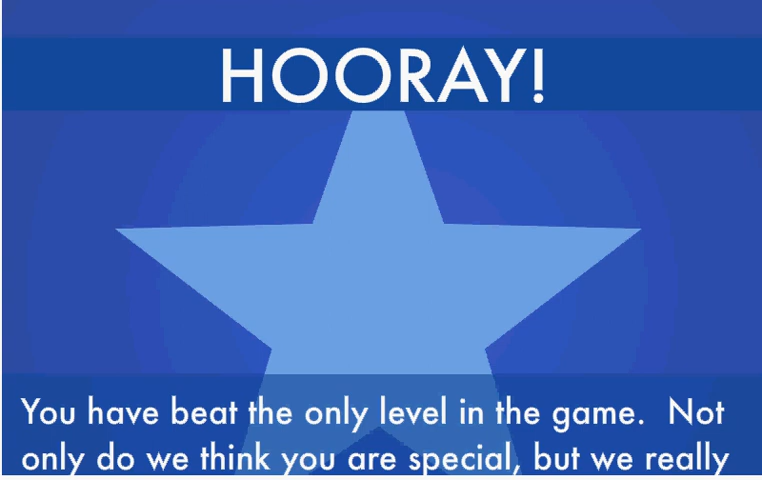 HOORAY!
You have beat the only level in the game.  Not
only do we think you are special, but we really